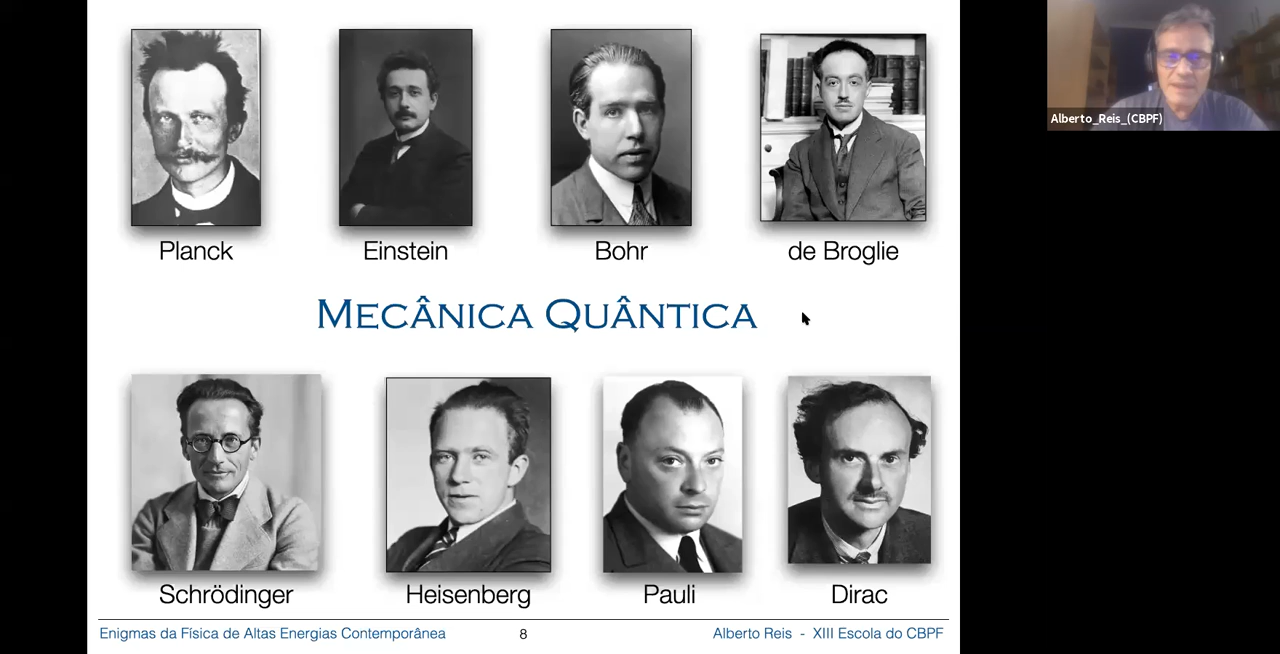 Alberto_Reis_(CBPF)
Planck
Einstein
Bohr
de Broglie
MECÂNICA QUÂNTICA
Schrödinger
Heisenberg
Pauli
Dirac
Enigmas da Física de Altas Energias Contemporânea
8
Alberto Reis - XIII Escola do CBPF